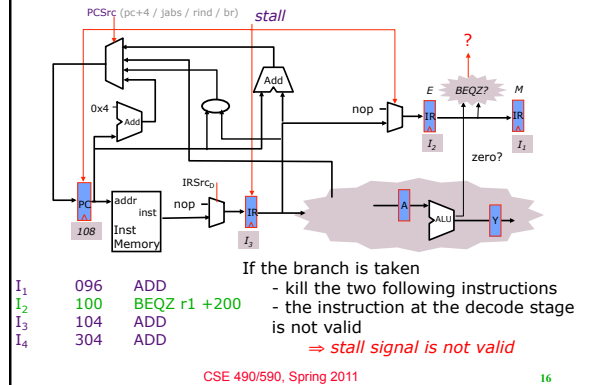 PCSrc (pc+4 / jabs / rind / br)
stall
?
Add
E
BEQZ?
M
0x4
Add
nop
IR
IR
I2
I1
zero?
IRSrcD
PC
addr
inst
nop
IR
A
ALU
Y
Inst
Memory
108
I3
If the branch is taken
I1 096 ADD
- kill the two following instructions
I2 100 BEQZ r1 +200
- the instruction at the decode stage
I3 104 ADD
is not valid
I4 304 ADD
⇒ stall signal is not valid
CSE 490/590, Spring 2011
16